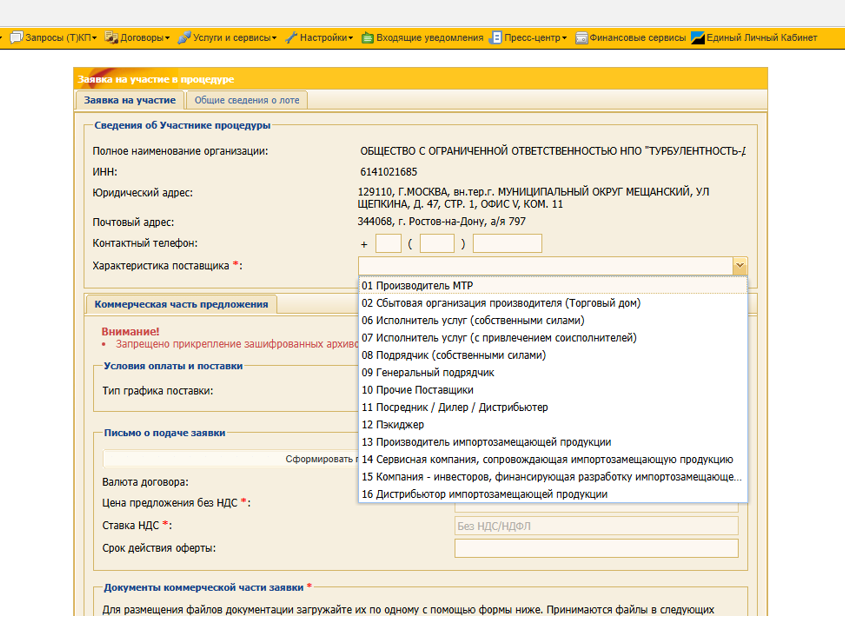 Запросы (Т)КП Договоры Услуги и сервисы Настройки Входящие уведомления Пресс-центр Финансовые сервисы Единый Личный Кабинет
Заявка на участие в процедуре
Заявка на участие Общие сведения о лоте
Сведения об Участнике процедуры
Полное наименование организации: ОБЩЕСТВО С ОГРАНИЧЕННОЙ ОТВЕТСТВЕННОСТЬЮ НПО "ТУРБУЛЕНТНОСТЬ-Д
ИНН: 6141021685
Юридический адрес: 129110, Г.МОСКВА, вн.тер.г. МУНИЦИПАЛЬНЫЙ ОКРУГ МЕЩАНСКИЙ, УЛ
ЩЕПКИНА, Д. 47, СТР. 1, ОФИС V, КОМ. 11
Почтовый адрес: 344068, г. Ростов-на-Дону, а/я 797
Контактный телефон: + ( )
Характеристика поставщика *:
01 Производитель МТР
02 Сбытовая организация производителя (Торговый дом)
06 Исполнитель услуг (собственными силами)
07 Исполнитель услуг (с привлечением соисполнителей)
08 Подрядчик (собственными силами)
09 Генеральный подрядчик
10 Прочие Поставщики
11 Посредник / Дилер / Дистрибьютер
12 Пэкиджер
13 Производитель импортозамещающей продукции
14 Сервисная компания, сопровождающая импортозамещающую продукцию
15 Компания - инвесторов, финансирующая разработку импортозамещающе...
16 Дистрибьютор импортозамещающей продукции
Коммерческая часть предложения
Внимание!
• Запрещено прикрепление зашифрованных архиво
Условия оплаты и поставки
Тип графика поставки:
Письмо о подаче заявки
Сформировать
Валюта договора:
Цена предложения без НДС *:
Ставка НДС *: Без НДС/НДФЛ
Срок действия оферты:
Документы коммерческой части заявки *
Для размещения файлов документации загружайте их по одному с помощью формы ниже. Принимаются файлы в следующих